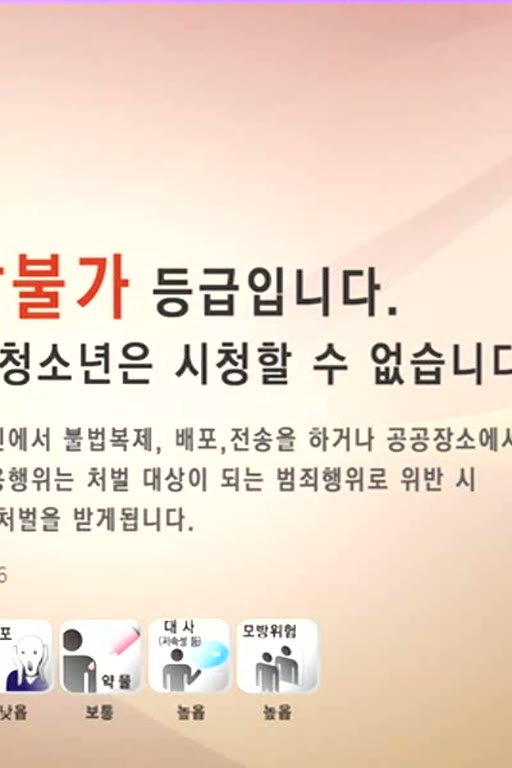 불가 등급입니다.
청소년은 시청할 수 없습니다
에서 불법복제, 배포,전송을 하거나 공공장소에서
행위는 처벌 대상이 되는 범죄행위로 위반 시
처벌을 받게됩니다.
6
포 약물 대사 (저속성 등) 모방위험
낮음 보통 높음 높음